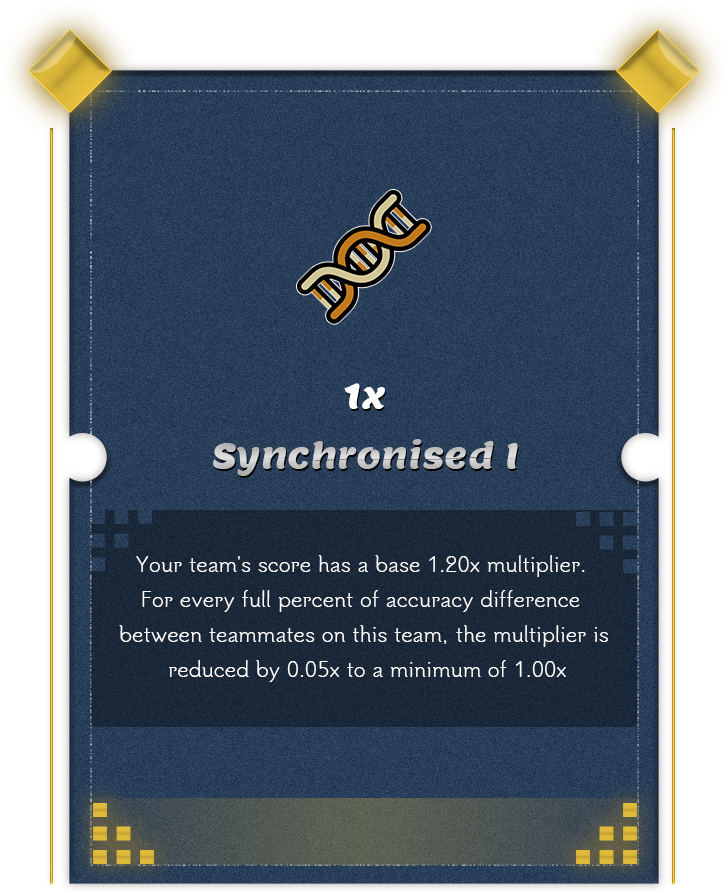 1x
Synchronised I
Your team's score has a base 1.20x multiplier.
For every full percent of accuracy difference
between teammates on this team, the multiplier is
reduced by 0.05x to a minimum of 1.00x